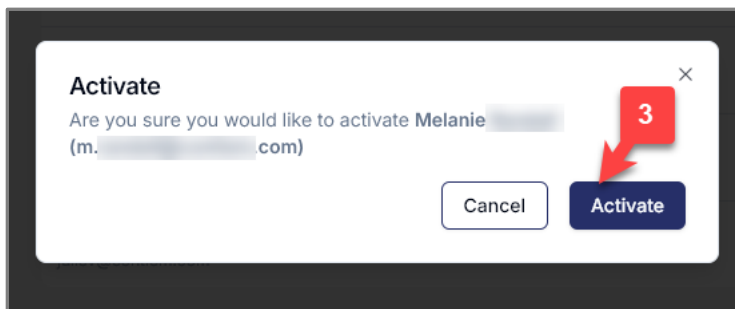 Activate
Are you sure you would like to activate Melanie
(m. .com)
3
Cancel
Activate